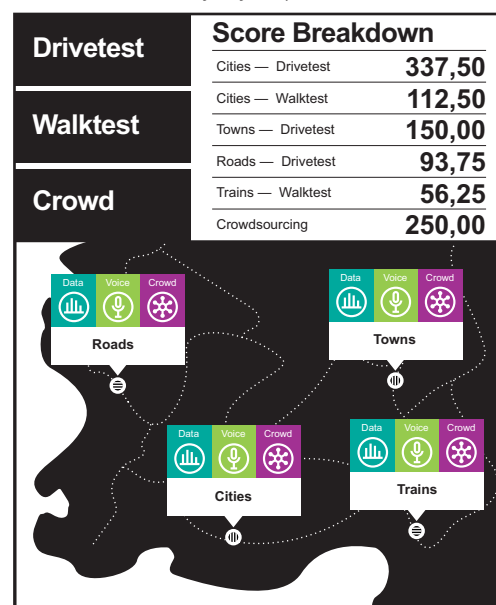 Drivetest
Walktest
Crowd
Score Breakdown
Cities — Drivetest 337,50
Cities — Walktest 112,50
Towns — Drivetest 150,00
Roads — Drivetest 93,75
Trains — Walktest 56,25
Crowdsourcing 250,00
Data Voice Crowd
Roads
Data Voice Crowd
Towns
Data Voice Crowd
Cities
Data Voice Crowd
Trains